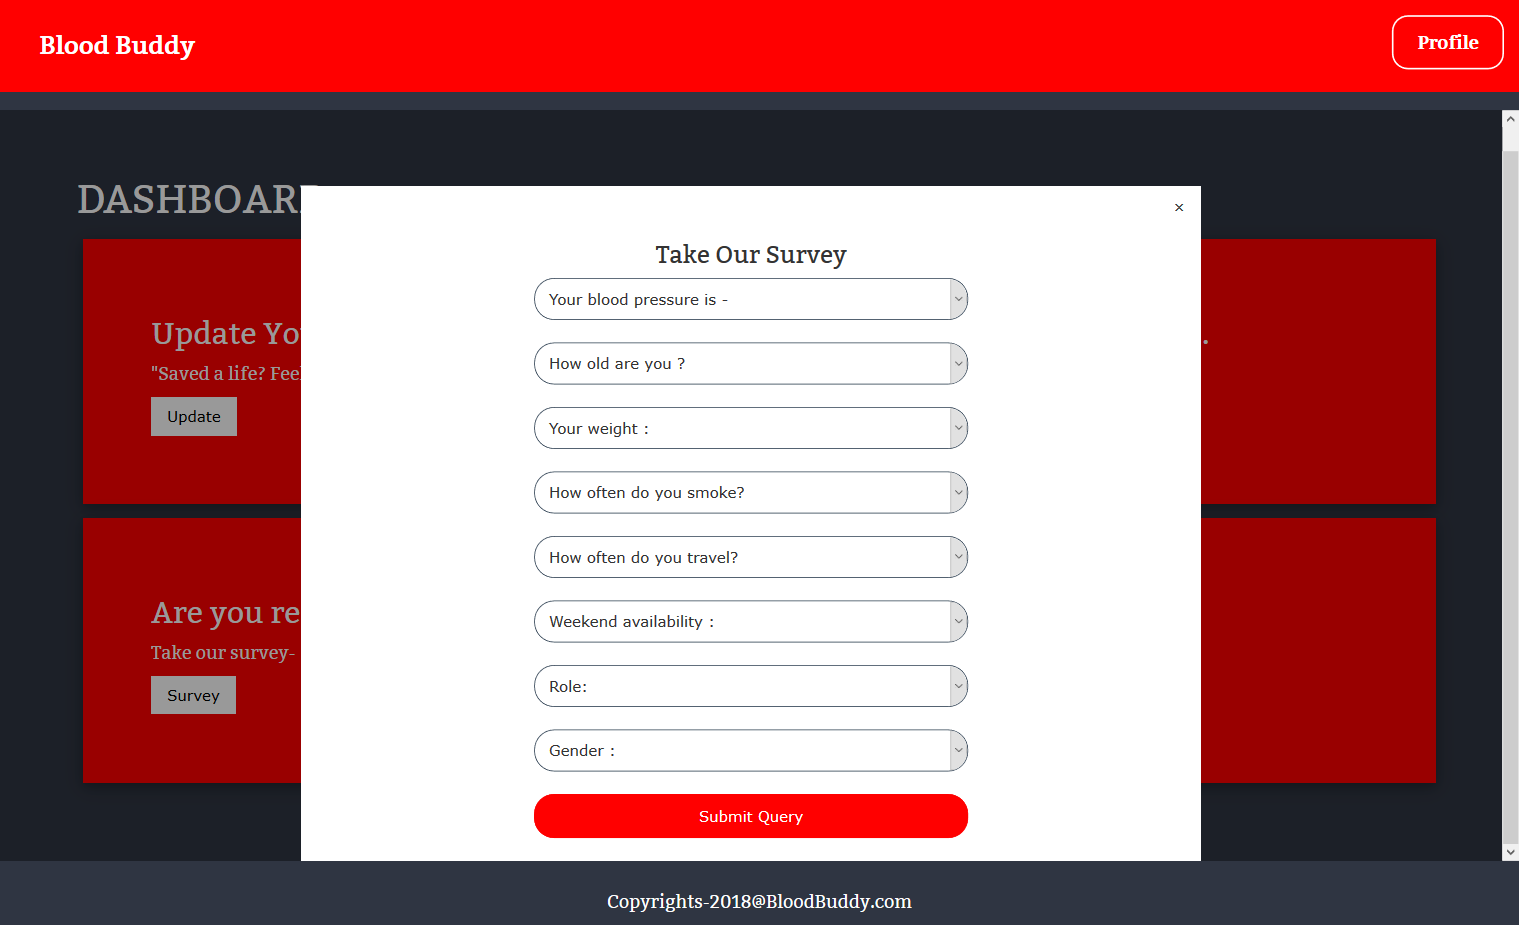 Blood Buddy
Profile
DASHBOAR
×
Take Our Survey
Your blood pressure is -
How old are you ?
Your weight :
How often do you smoke?
How often do you travel?
Weekend availability :
Role:
Gender :
Submit Query
Update Yo
"Saved a life? Feel
Update
.
Are you re
Take our survey-
Survey
Copyrights-2018@BloodBuddy.com